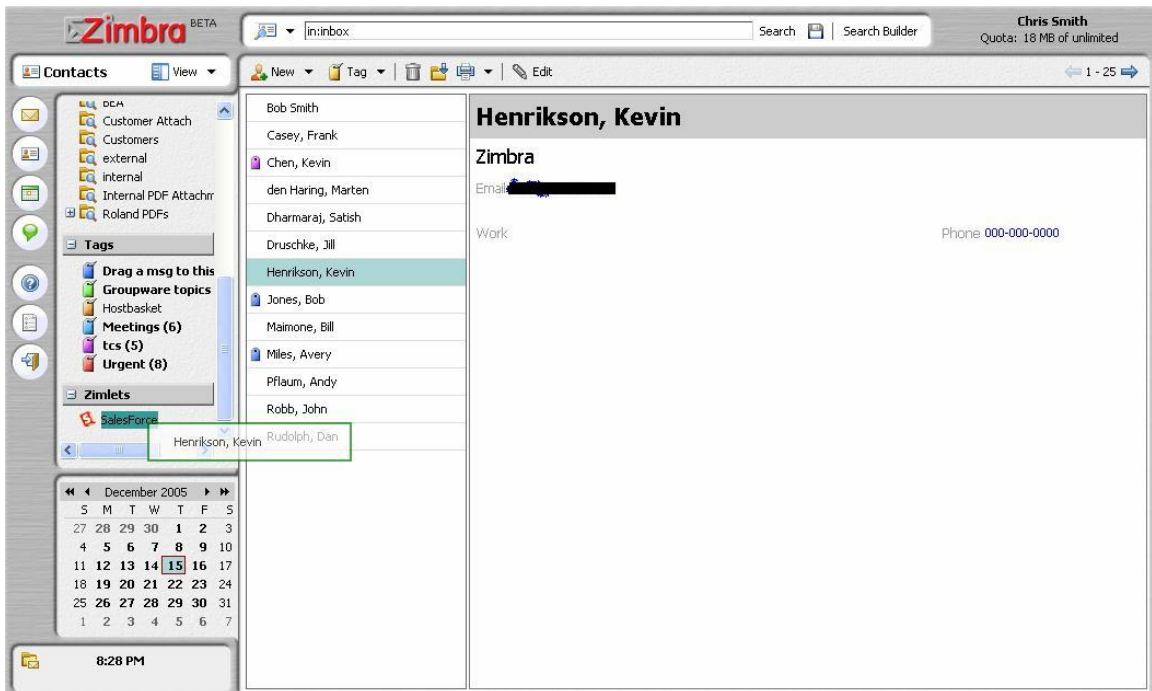 Zimbra BETA
in:inbox
Search
Search Builder
Chris Smith
Quota: 18 MB of unlimited
Contacts
View
New
Tag
Edit
1 - 25
BEA
Customer Attach
Customers
external
internal
Internal PDF Attachm
Roland PDFs
Tags
Drag a msg to this
Groupware topics
Hostbasket
Meetings (6)
tcs (5)
Urgent (8)
Zimlets
SalesForce
Henrikson, Kevin
December 2005
S M T W T F S
27 28 29 30 1 2 3
4 5 6 7 8 9 10
11 12 13 14 15 16 17
18 19 20 21 22 23 24
25 26 27 28 29 30 31
1 2 3 4 5 6 7
8:28 PM
Bob Smith
Casey, Frank
Chen, Kevin
den Haring, Marten
Dharmaraj, Satish
Druschke, Jill
Henrikson, Kevin
Jones, Bob
Maimone, Bill
Miles, Avery
Pflaum, Andy
Robb, John
Rudolph, Dan
Henrikson, Kevin
Zimbra
Email
Work
Phone 000-000-0000